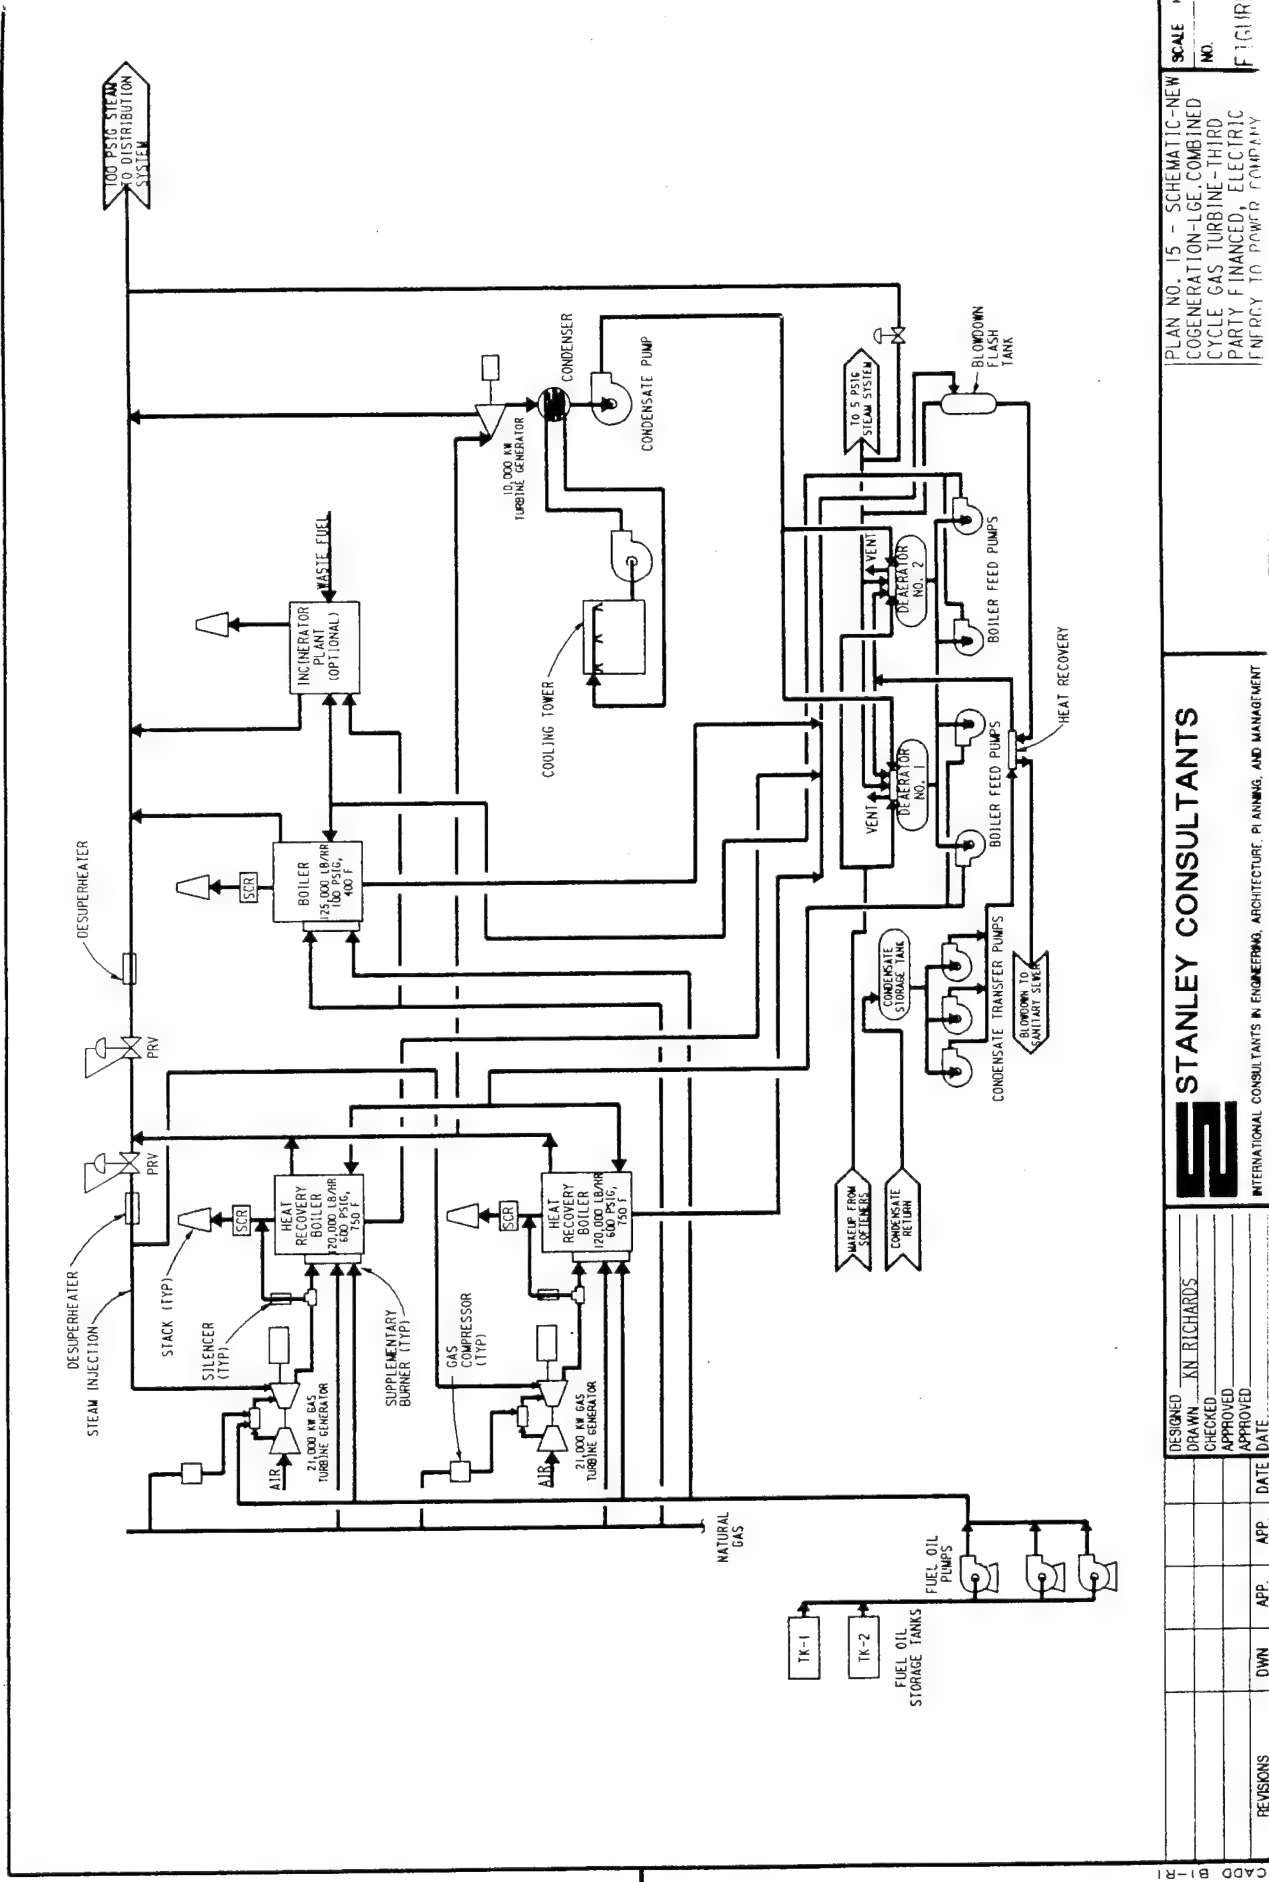 100 PSIG STEAM
TO DISTRIBUTION
SYSTEM
DESUPERHEATER
PRV
PRV
DESUPERHEATER
STEAM INJECTION
STACK (TYP)
SILENCER
(TYP)
SCR
HEAT
RECOVERY
BOILER
120,000 LB/HR
600 PSIG,
750 F
SUPPLEMENTARY
BURNER (TYP)
AIR
21,000 KW GAS
TURBINE GENERATOR
GAS
COMPRESSOR
(TYP)
SCR
HEAT
RECOVERY
BOILER
120,000 LB/HR
600 PSIG,
750 F
AIR
21,000 KW GAS
TURBINE GENERATOR
NATURAL
GAS
SCR
BOILER
125,000 LB/HR
100 PSIG,
400 F
INCINERATOR
PLANT
(OPTIONAL)
WASTE FUEL
10,000 KW
TURBINE GENERATOR
CONDENSER
CONDENSATE PUMP
COOLING TOWER
TO 5 PSIG
STEAM SYSTEM
BLOWDOWN
FLASH
TANK
VENT
DEAERATOR
NO. 2
VENT
DEAERATOR
NO. 1
BOILER FEED PUMPS
BOILER FEED PUMPS
HEAT RECOVERY
CONDENSATE
STORAGE TANK
CONDENSATE TRANSFER PUMPS
BLOWDOWN TO
SANITARY SEWER
MAKEUP FROM
SOFTENERS
CONDENSATE
RETURN
TK-1
TK-2
FUEL OIL
STORAGE TANKS
FUEL OIL
PUMPS
REVISIONS DWN APP. APP. DATE
DESIGNED
DRAWN KN RICHARDS
CHECKED
APPROVED
APPROVED
DATE
STANLEY CONSULTANTS
INTERNATIONAL CONSULTANTS IN ENGINEERING, ARCHITECTURE, PLANNING, AND MANAGEMENT
PLAN NO. 15 - SCHEMATIC-NEW
COGENERATION-LGE. COMBINED
CYCLE GAS TURBINE-THIRD
PARTY FINANCED, ELECTRIC
ENERGY TO POWER COMPANY
SCALE
NO.
FIGUR
CADD B1-R1